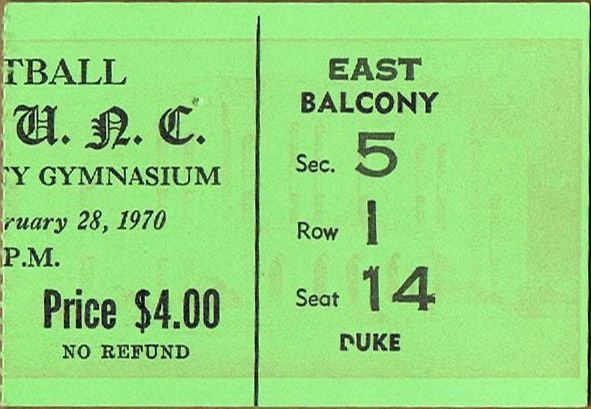 TBALL
U. N. C.
TY GYMNASIUM
ruary 28, 1970
P.M.
Price $4.00
NO REFUND
EAST
BALCONY
Sec. 5
Row 1
Seat 14
DUKE